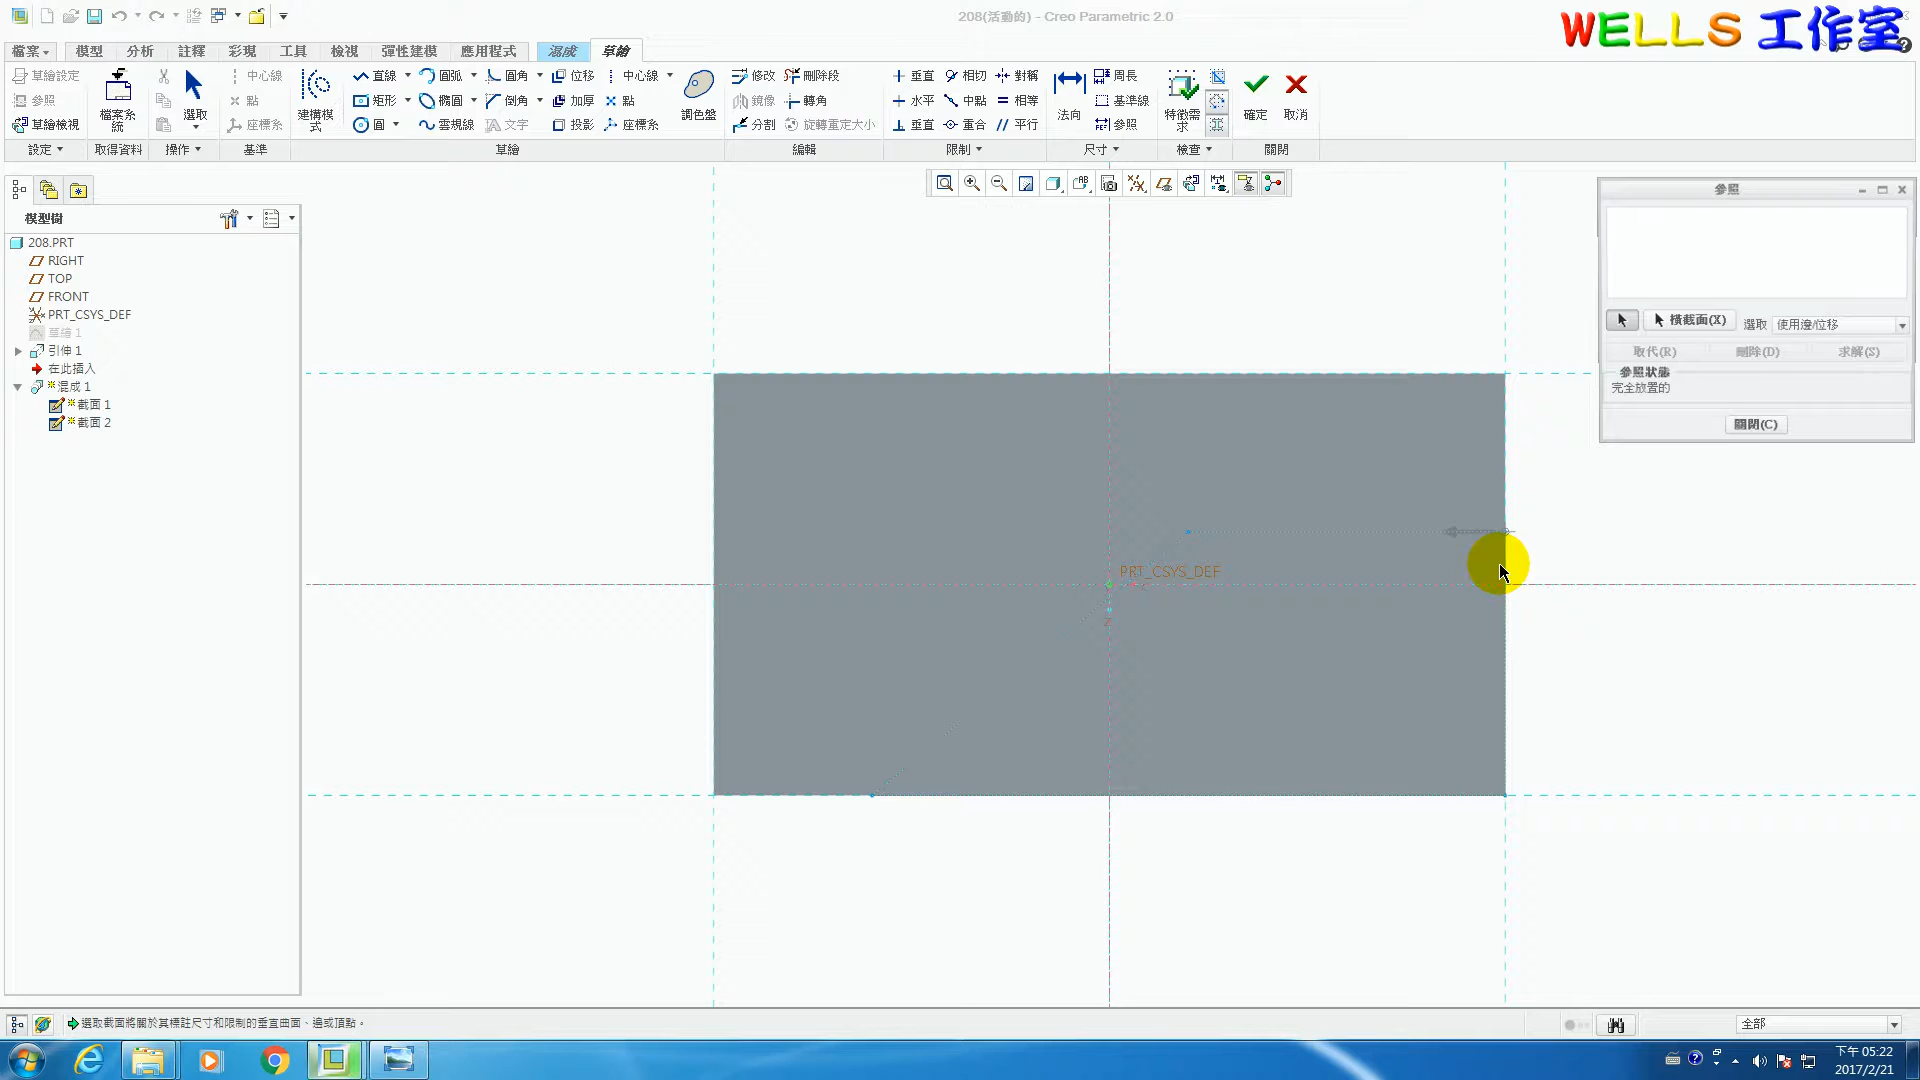 208(活動的) - Creo Parametric 2.0
WELLS 工作室
檔案 模型 分析 註釋 彩現 工具 檢視 彈性建模 應用程式 混成 草繪
草繪設定
參照
草繪檢視
檔案系統
選取
中心線
點
座標系
建構模式
直線 圓弧 圓角 位移 中心線
矩形 橢圓 倒角 加厚 點
圓 雲規線 文字 投影 座標系
調色盤
修改 刪除段
鏡像 轉角
分割 旋轉重定大小
垂直 相切 對稱
水平 中點 相等
垂直 重合 平行
法向
周長
基準線
參照
特徵需求
確定
取消
設定 取得資料 操作 基準 草繪 編輯 限制 尺寸 檢查 關閉
模型樹
208.PRT
RIGHT
TOP
FRONT
PRT_CSYS_DEF
草繪 1
引伸 1
在此插入
混成 1
截面 1
截面 2
PRT_CSYS_DEF
Z
參照
橫截面(X) 選取 使用邊/位移
取代(R) 刪除(D) 求解(S)
參照狀態
完全放置的
關閉(C)
選取截面將關於其標註尺寸和限制的垂直曲面、邊或頂點。
全部
下午 05:22
2017/2/21